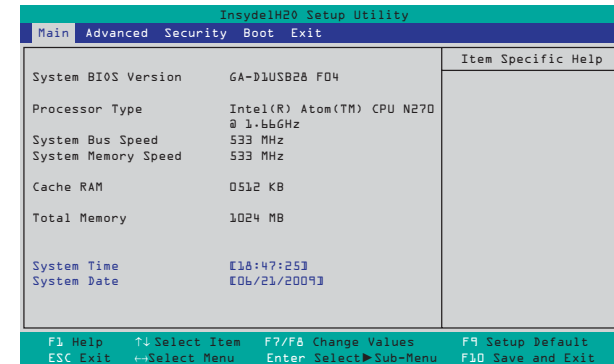 InsydeH20 Setup Utility
Main Advanced Security Boot Exit
Item Specific Help
System BIOS Version GA-D1USB28 F04
Processor Type Intel(R) Atom(TM) CPU N270
@ 1.66GHz
System Bus Speed 533 MHz
System Memory Speed 533 MHz
Cache RAM 0512 KB
Total Memory 1024 MB
System Time [18:47:25]
System Date [06/21/2009]
F1 Help ↑↓ Select Item F7/F8 Change Values F9 Setup Default
ESC Exit ↔Select Menu Enter Select►Sub-Menu F10 Save and Exit